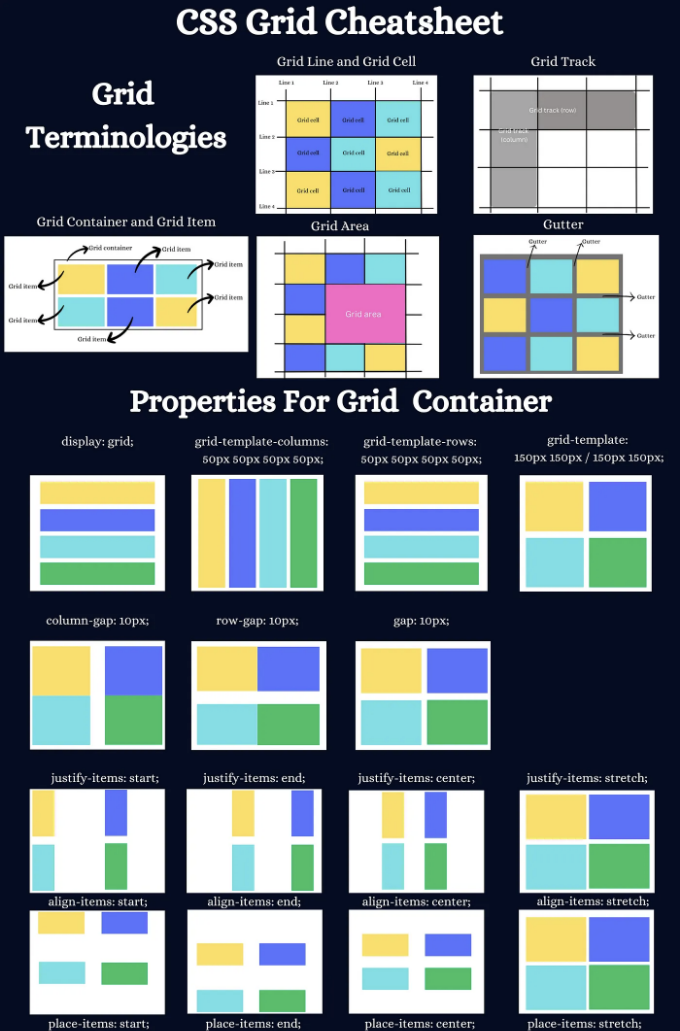 CSS Grid Cheatsheet
Grid
Terminologies
Grid Line and Grid Cell
Line 1 Line 2 Line 3 Line 4
Line 1
Grid cell Grid cell Grid cell
Line 2
Grid cell Grid cell Grid cell
Line 3
Grid cell Grid cell Grid cell
Line 4
Grid Track
Grid track (row)
Grid track
(column)
Grid Container and Grid Item
Grid container
Grid item
Grid item
Grid item
Grid item
Grid item
Grid item
Grid Area
Grid area
Gutter
Gutter
Gutter
Gutter
Gutter
Properties For Grid Container
display: grid;
grid-template-columns:
50px 50px 50px 50px;
grid-template-rows:
50px 50px 50px 50px;
grid-template:
150px 150px / 150px 150px;
column-gap: 10px;
row-gap: 10px;
gap: 10px;
justify-items: start;
justify-items: end;
justify-items: center;
justify-items: stretch;
align-items: start;
align-items: end;
align-items: center;
align-items: stretch;
place-items: start;
place-items: end;
place-items: center;
place-items: stretch;